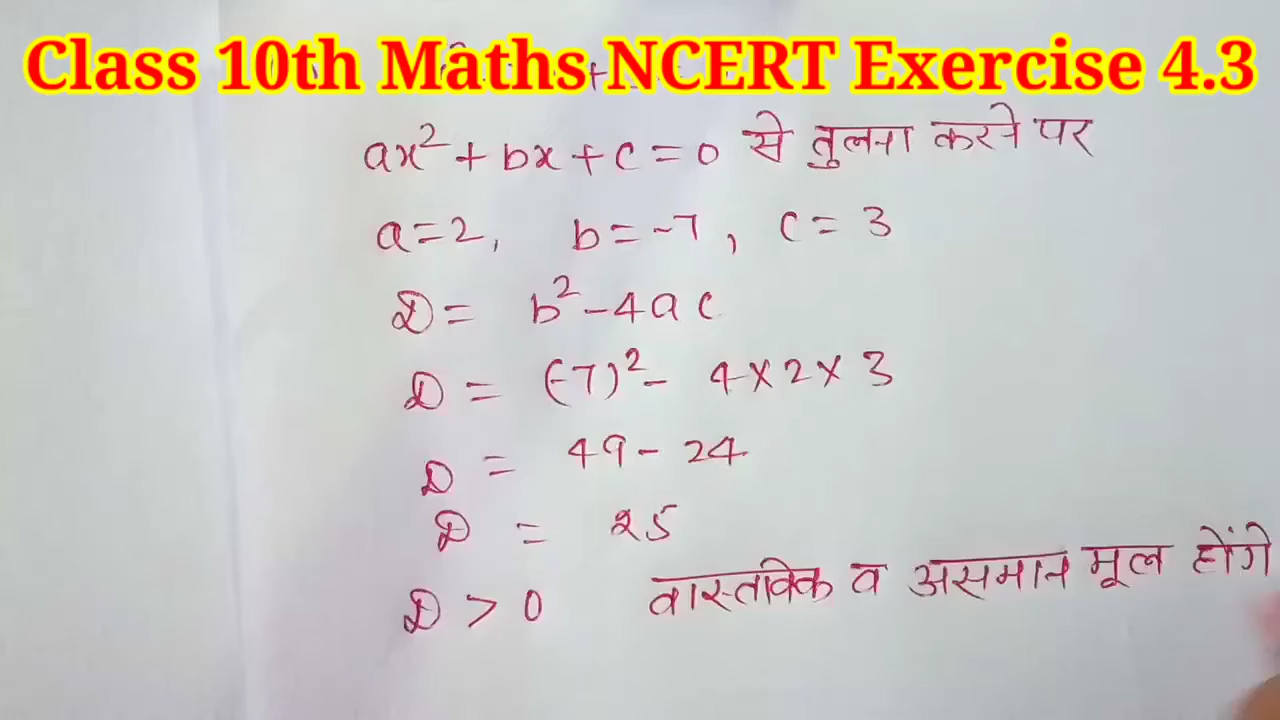 Class 10th Maths NCERT Exercise 4.3
ax² + bx + c = 0 से तुलना करने पर
a = 2, b = -7, c = 3
D = b² - 4ac
D = (-7)² - 4 × 2 × 3
D = 49 - 24
D = 25
D > 0 वास्तविक व असमान मूल होंगे